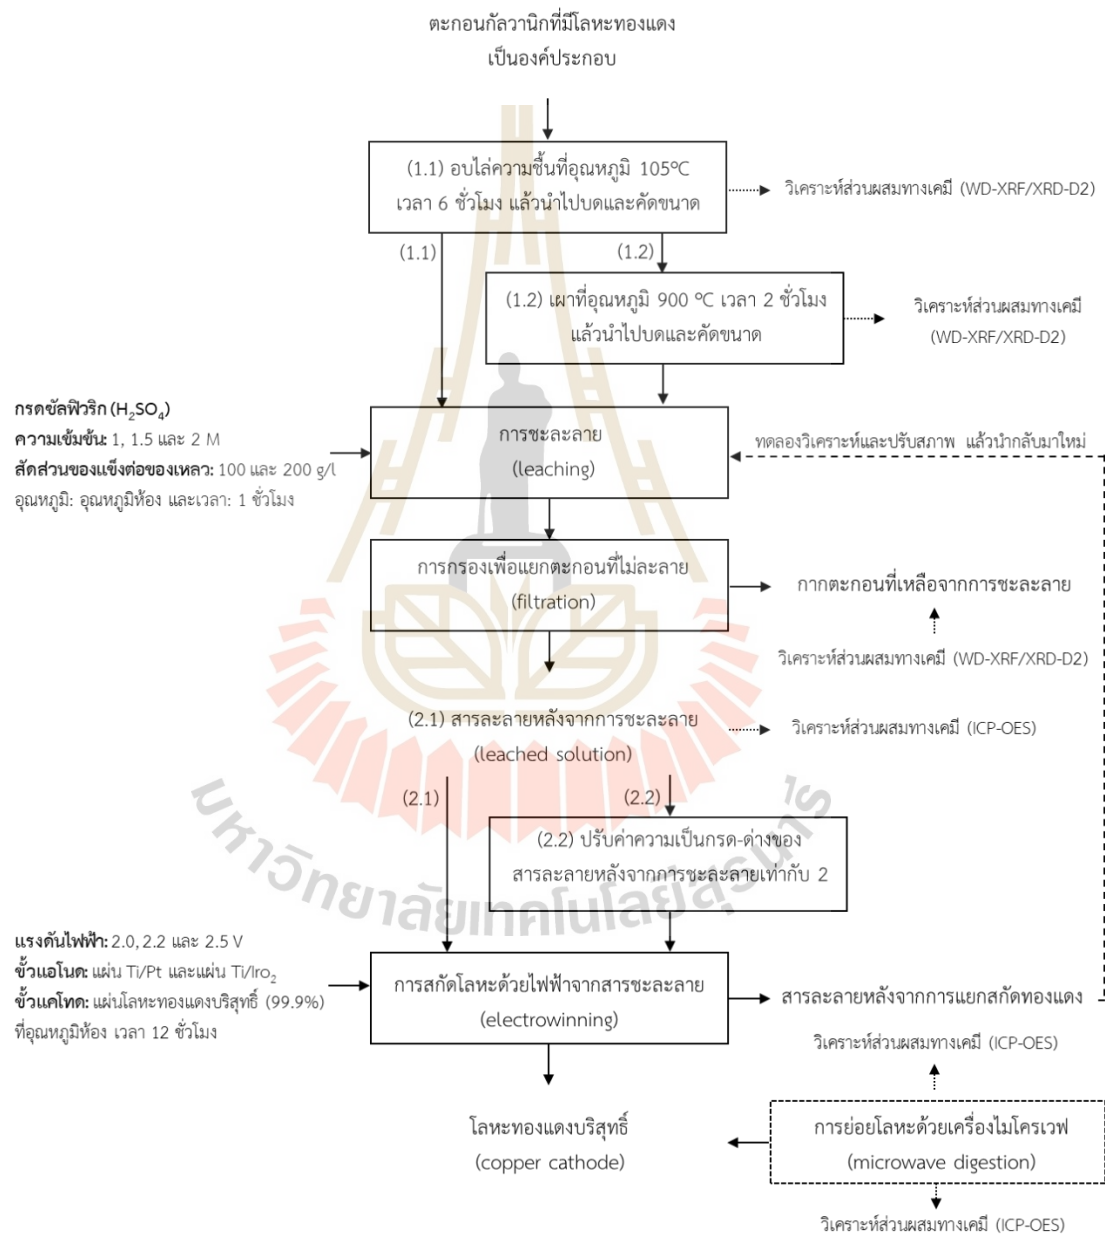 ตะกอนกัลวานิกที่มีโลหะทองแดง
เป็นองค์ประกอบ
(1.1) อบไล่ความชื้นที่อุณหภูมิ 105ºC
เวลา 6 ชั่วโมง แล้วนำไปบดและคัดขนาด
วิเคราะห์ส่วนผสมทางเคมี (WD-XRF/XRD-D2)
(1.1)
(1.2)
(1.2) เผาที่อุณหภูมิ 900 ºC เวลา 2 ชั่วโมง
แล้วนำไปบดและคัดขนาด
วิเคราะห์ส่วนผสมทางเคมี
(WD-XRF/XRD-D2)
กรดซัลฟิวริก (H₂SO₄)
ความเข้มข้น: 1, 1.5 และ 2 M
สัดส่วนของแข็งต่อของเหลว: 100 และ 200 g/l
อุณหภูมิ: อุณหภูมิห้อง และเวลา: 1 ชั่วโมง
การชะละลาย
(leaching)
ทดลองวิเคราะห์และปรับสภาพ แล้วนำกลับมาใหม่
การกรองเพื่อแยกตะกอนที่ไม่ละลาย
(filtration)
กากตะกอนที่เหลือจากการชะละลาย
วิเคราะห์ส่วนผสมทางเคมี (WD-XRF/XRD-D2)
(2.1) สารละลายหลังจากการชะละลาย
(leached solution)
วิเคราะห์ส่วนผสมทางเคมี (ICP-OES)
(2.1)
(2.2)
(2.2) ปรับค่าความเป็นกรด-ด่างของ
สารละลายหลังจากการชะละลายเท่ากับ 2
มหาวิทยาลัยเทคโนโลยีสุรนารี
แรงดันไฟฟ้า: 2.0, 2.2 และ 2.5 V
ขั้วแอโนด: แผ่น Ti/Pt และแผ่น Ti/Iro₂
ขั้วแคโทด: แผ่นโลหะทองแดงบริสุทธิ์ (99.9%)
ที่อุณหภูมิห้อง เวลา 12 ชั่วโมง
การสกัดโลหะด้วยไฟฟ้าจากสารชะละลาย
(electrowinning)
สารละลายหลังจากการแยกสกัดทองแดง
วิเคราะห์ส่วนผสมทางเคมี (ICP-OES)
โลหะทองแดงบริสุทธิ์
(copper cathode)
การย่อยโลหะด้วยเครื่องไมโครเวฟ
(microwave digestion)
วิเคราะห์ส่วนผสมทางเคมี (ICP-OES)